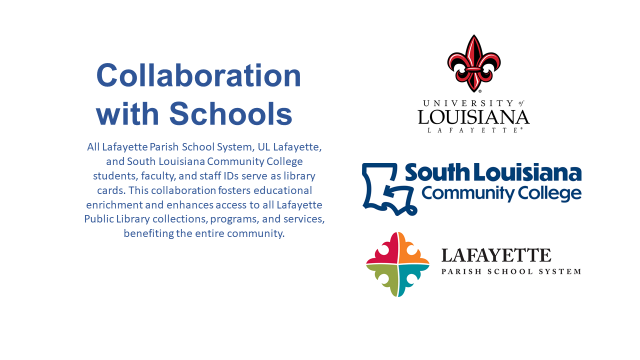 Collaboration
with Schools
All Lafayette Parish School System, UL Lafayette,
and South Louisiana Community College
students, faculty, and staff IDs serve as library
cards. This collaboration fosters educational
enrichment and enhances access to all Lafayette
Public Library collections, programs, and services,
benefiting the entire community.
UNIVERSITY of
LOUISIANA
LAFAYETTE
South Louisiana
Community College
LAFAYETTE
PARISH SCHOOL SYSTEM